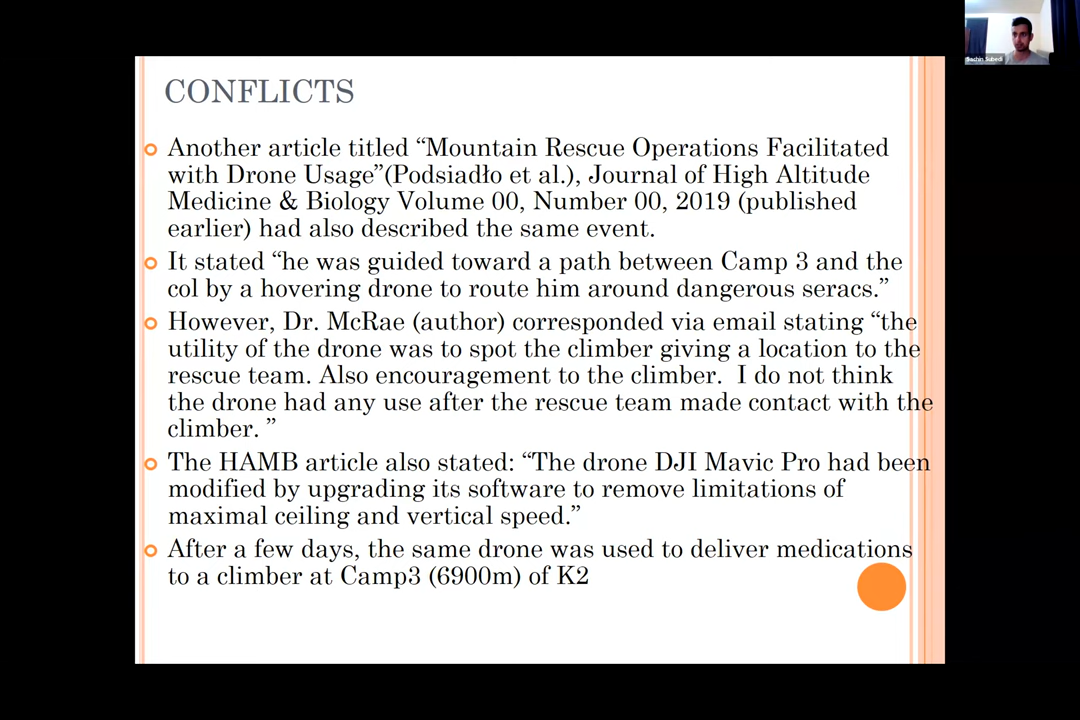 Sachin Subedi
CONFLICTS
Another article titled “Mountain Rescue Operations Facilitated
with Drone Usage”(Podsiadło et al.), Journal of High Altitude
Medicine & Biology Volume 00, Number 00, 2019 (published
earlier) had also described the same event.
It stated “he was guided toward a path between Camp 3 and the
col by a hovering drone to route him around dangerous seracs.”
However, Dr. McRae (author) corresponded via email stating “the
utility of the drone was to spot the climber giving a location to the
rescue team. Also encouragement to the climber.  I do not think
the drone had any use after the rescue team made contact with the
climber. ”
The HAMB article also stated: “The drone DJI Mavic Pro had been
modified by upgrading its software to remove limitations of
maximal ceiling and vertical speed.”
After a few days, the same drone was used to deliver medications
to a climber at Camp3 (6900m) of K2